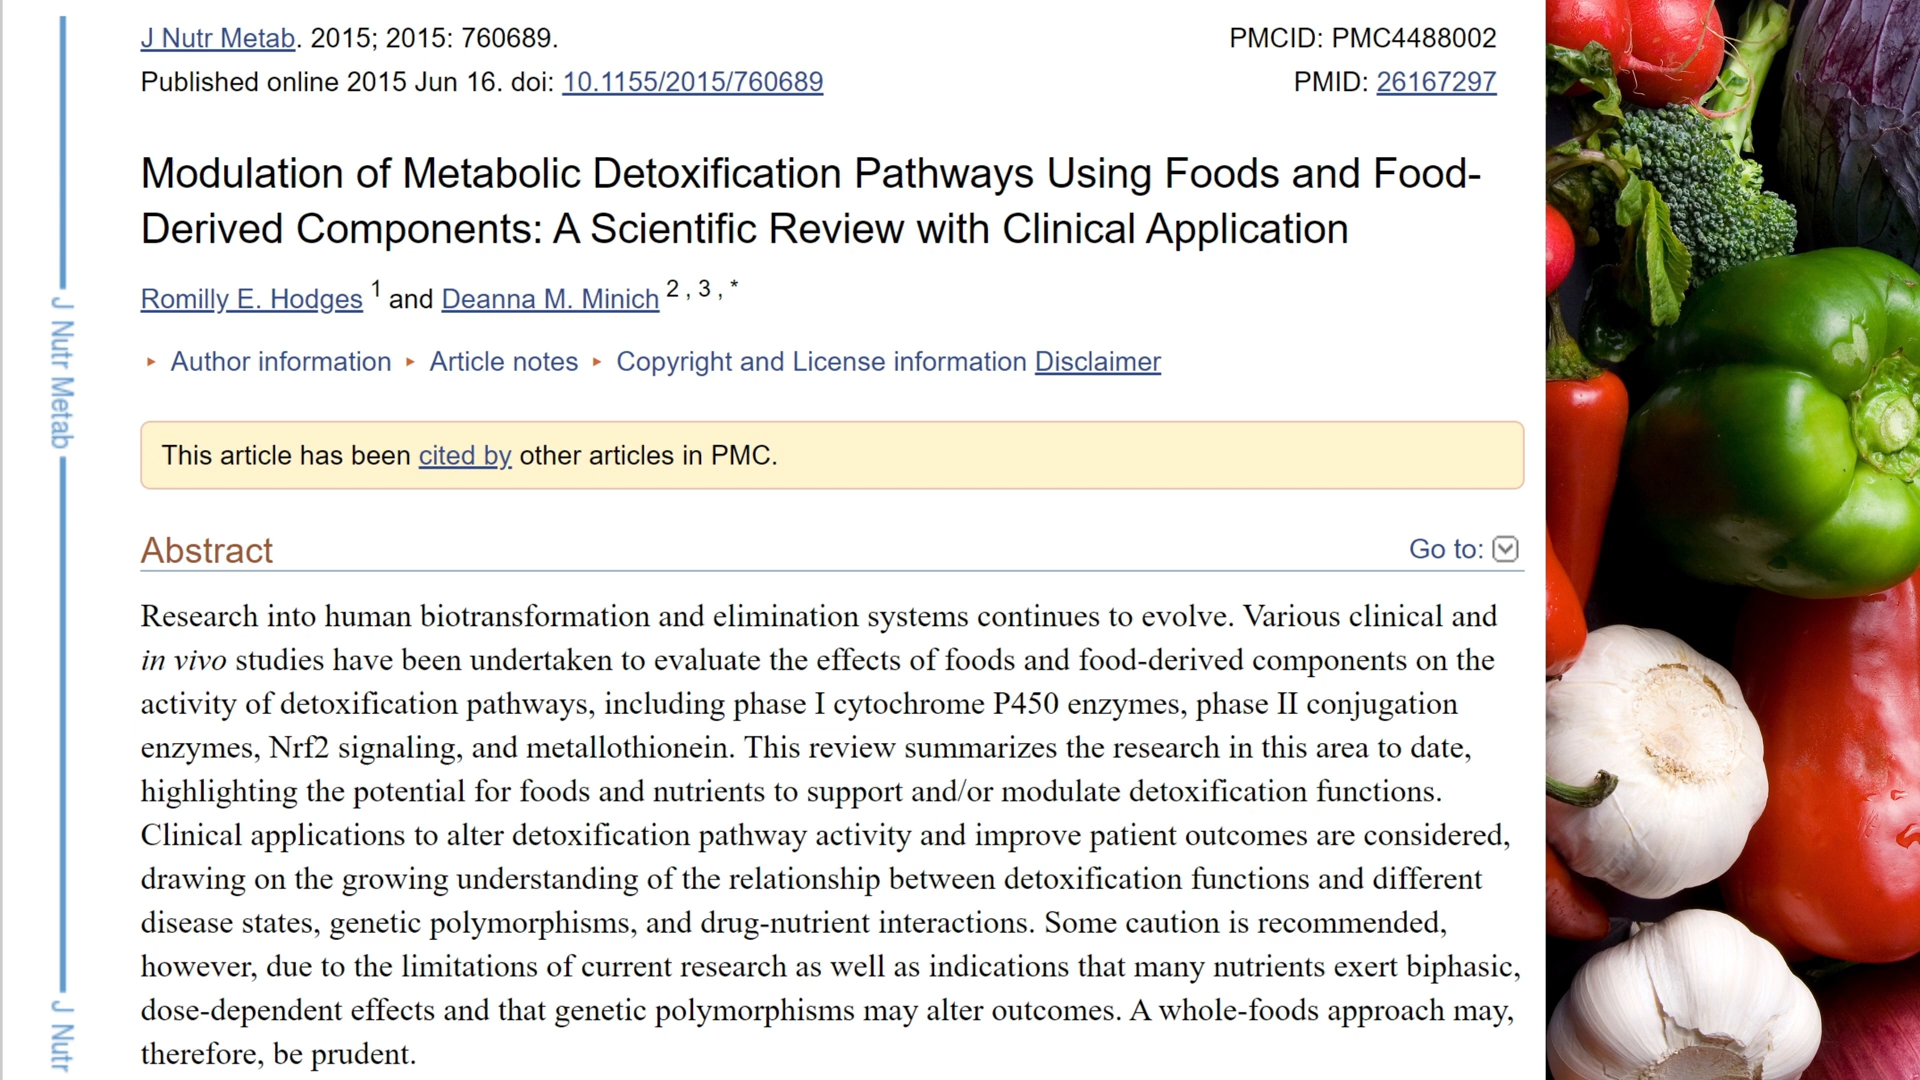 J Nutr Metab. 2015; 2015: 760689.
PMCID: PMC4488002
Published online 2015 Jun 16. doi: 10.1155/2015/760689
PMID: 26167297
Modulation of Metabolic Detoxification Pathways Using Foods and Food-
Derived Components: A Scientific Review with Clinical Application
Romilly E. Hodges 1 and Deanna M. Minich 2 , 3 , *
▸ Author information ▸ Article notes ▸ Copyright and License information Disclaimer
This article has been cited by other articles in PMC.
Abstract
Go to:
Research into human biotransformation and elimination systems continues to evolve. Various clinical and
in vivo studies have been undertaken to evaluate the effects of foods and food-derived components on the
activity of detoxification pathways, including phase I cytochrome P450 enzymes, phase II conjugation
enzymes, Nrf2 signaling, and metallothionein. This review summarizes the research in this area to date,
highlighting the potential for foods and nutrients to support and/or modulate detoxification functions.
Clinical applications to alter detoxification pathway activity and improve patient outcomes are considered,
drawing on the growing understanding of the relationship between detoxification functions and different
disease states, genetic polymorphisms, and drug-nutrient interactions. Some caution is recommended,
however, due to the limitations of current research as well as indications that many nutrients exert biphasic,
dose-dependent effects and that genetic polymorphisms may alter outcomes. A whole-foods approach may,
therefore, be prudent.
J Nutr Metab
J Nutr